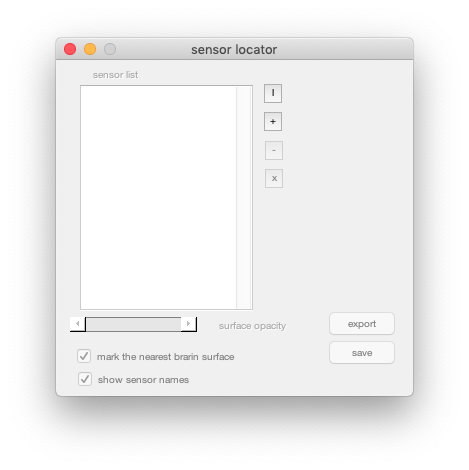 sensor locator
sensor list
I
+
-
x
surface opacity
export
save
mark the nearest brarin surface
show sensor names